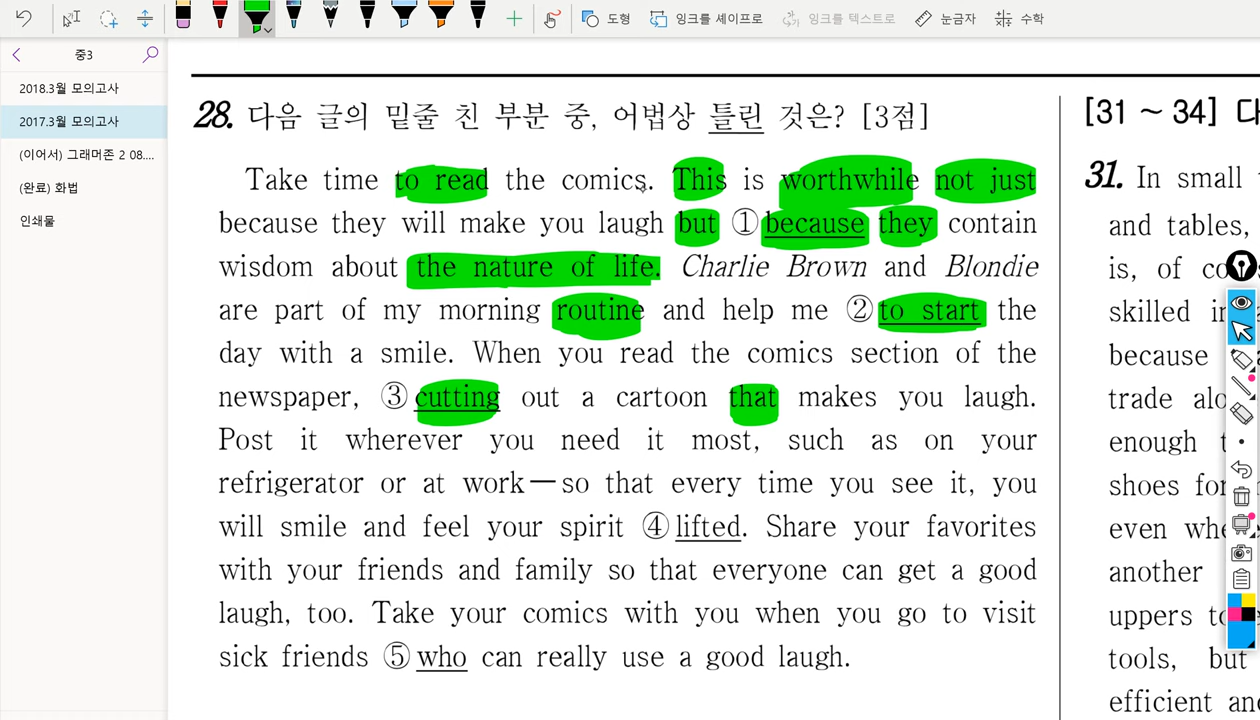 도형
잉크를 셰이프로
잉크를 텍스트로
눈금자
수학
중3
2018.3월 모의고사
2017.3월 모의고사
(이어서) 그래머존 2 08....
(완료) 화법
인쇄물
28. 다음 글의 밑줄 친 부분 중, 어법상 틀린 것은? [3점]
Take time to read the comics. This is worthwhile not just
because they will make you laugh but ① because they contain
wisdom about the nature of life. Charlie Brown and Blondie
are part of my morning routine and help me ② to start the
day with a smile. When you read the comics section of the
newspaper, ③ cutting out a cartoon that makes you laugh.
Post it wherever you need it most, such as on your
refrigerator or at work—so that every time you see it, you
will smile and feel your spirit ④ lifted. Share your favorites
with your friends and family so that everyone can get a good
laugh, too. Take your comics with you when you go to visit
sick friends ⑤ who can really use a good laugh.
[31 ~ 34]
31. In small
and tables,
is, of
skilled
because
trade
enough
shoes for
even
another
uppers
tools, but
efficient